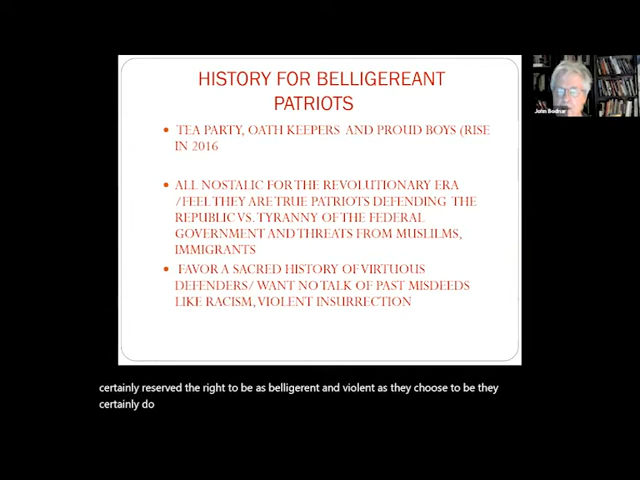 HISTORY FOR BELLIGEREANT
PATRIOTS
John Bodnar
• TEA PARTY, OATH KEEPERS AND PROUD BOYS (RISE
IN 2016
• ALL NOSTALIC FOR THE REVOLUTIONARY ERA
/FEEL THEY ARE TRUE PATRIOTS DEFENDING THE
REPUBLIC VS. TYRANNY OF THE FEDERAL
GOVERNMENT AND THREATS FROM MUSLILMS,
IMMIGRANTS
• FAVOR A SACRED HISTORY OF VIRTUOUS
DEFENDERS/ WANT NO TALK OF PAST MISDEEDS
LIKE RACISM, VIOLENT INSURRECTION
certainly reserved the right to be as belligerent and violent as they choose to be they
certainly do